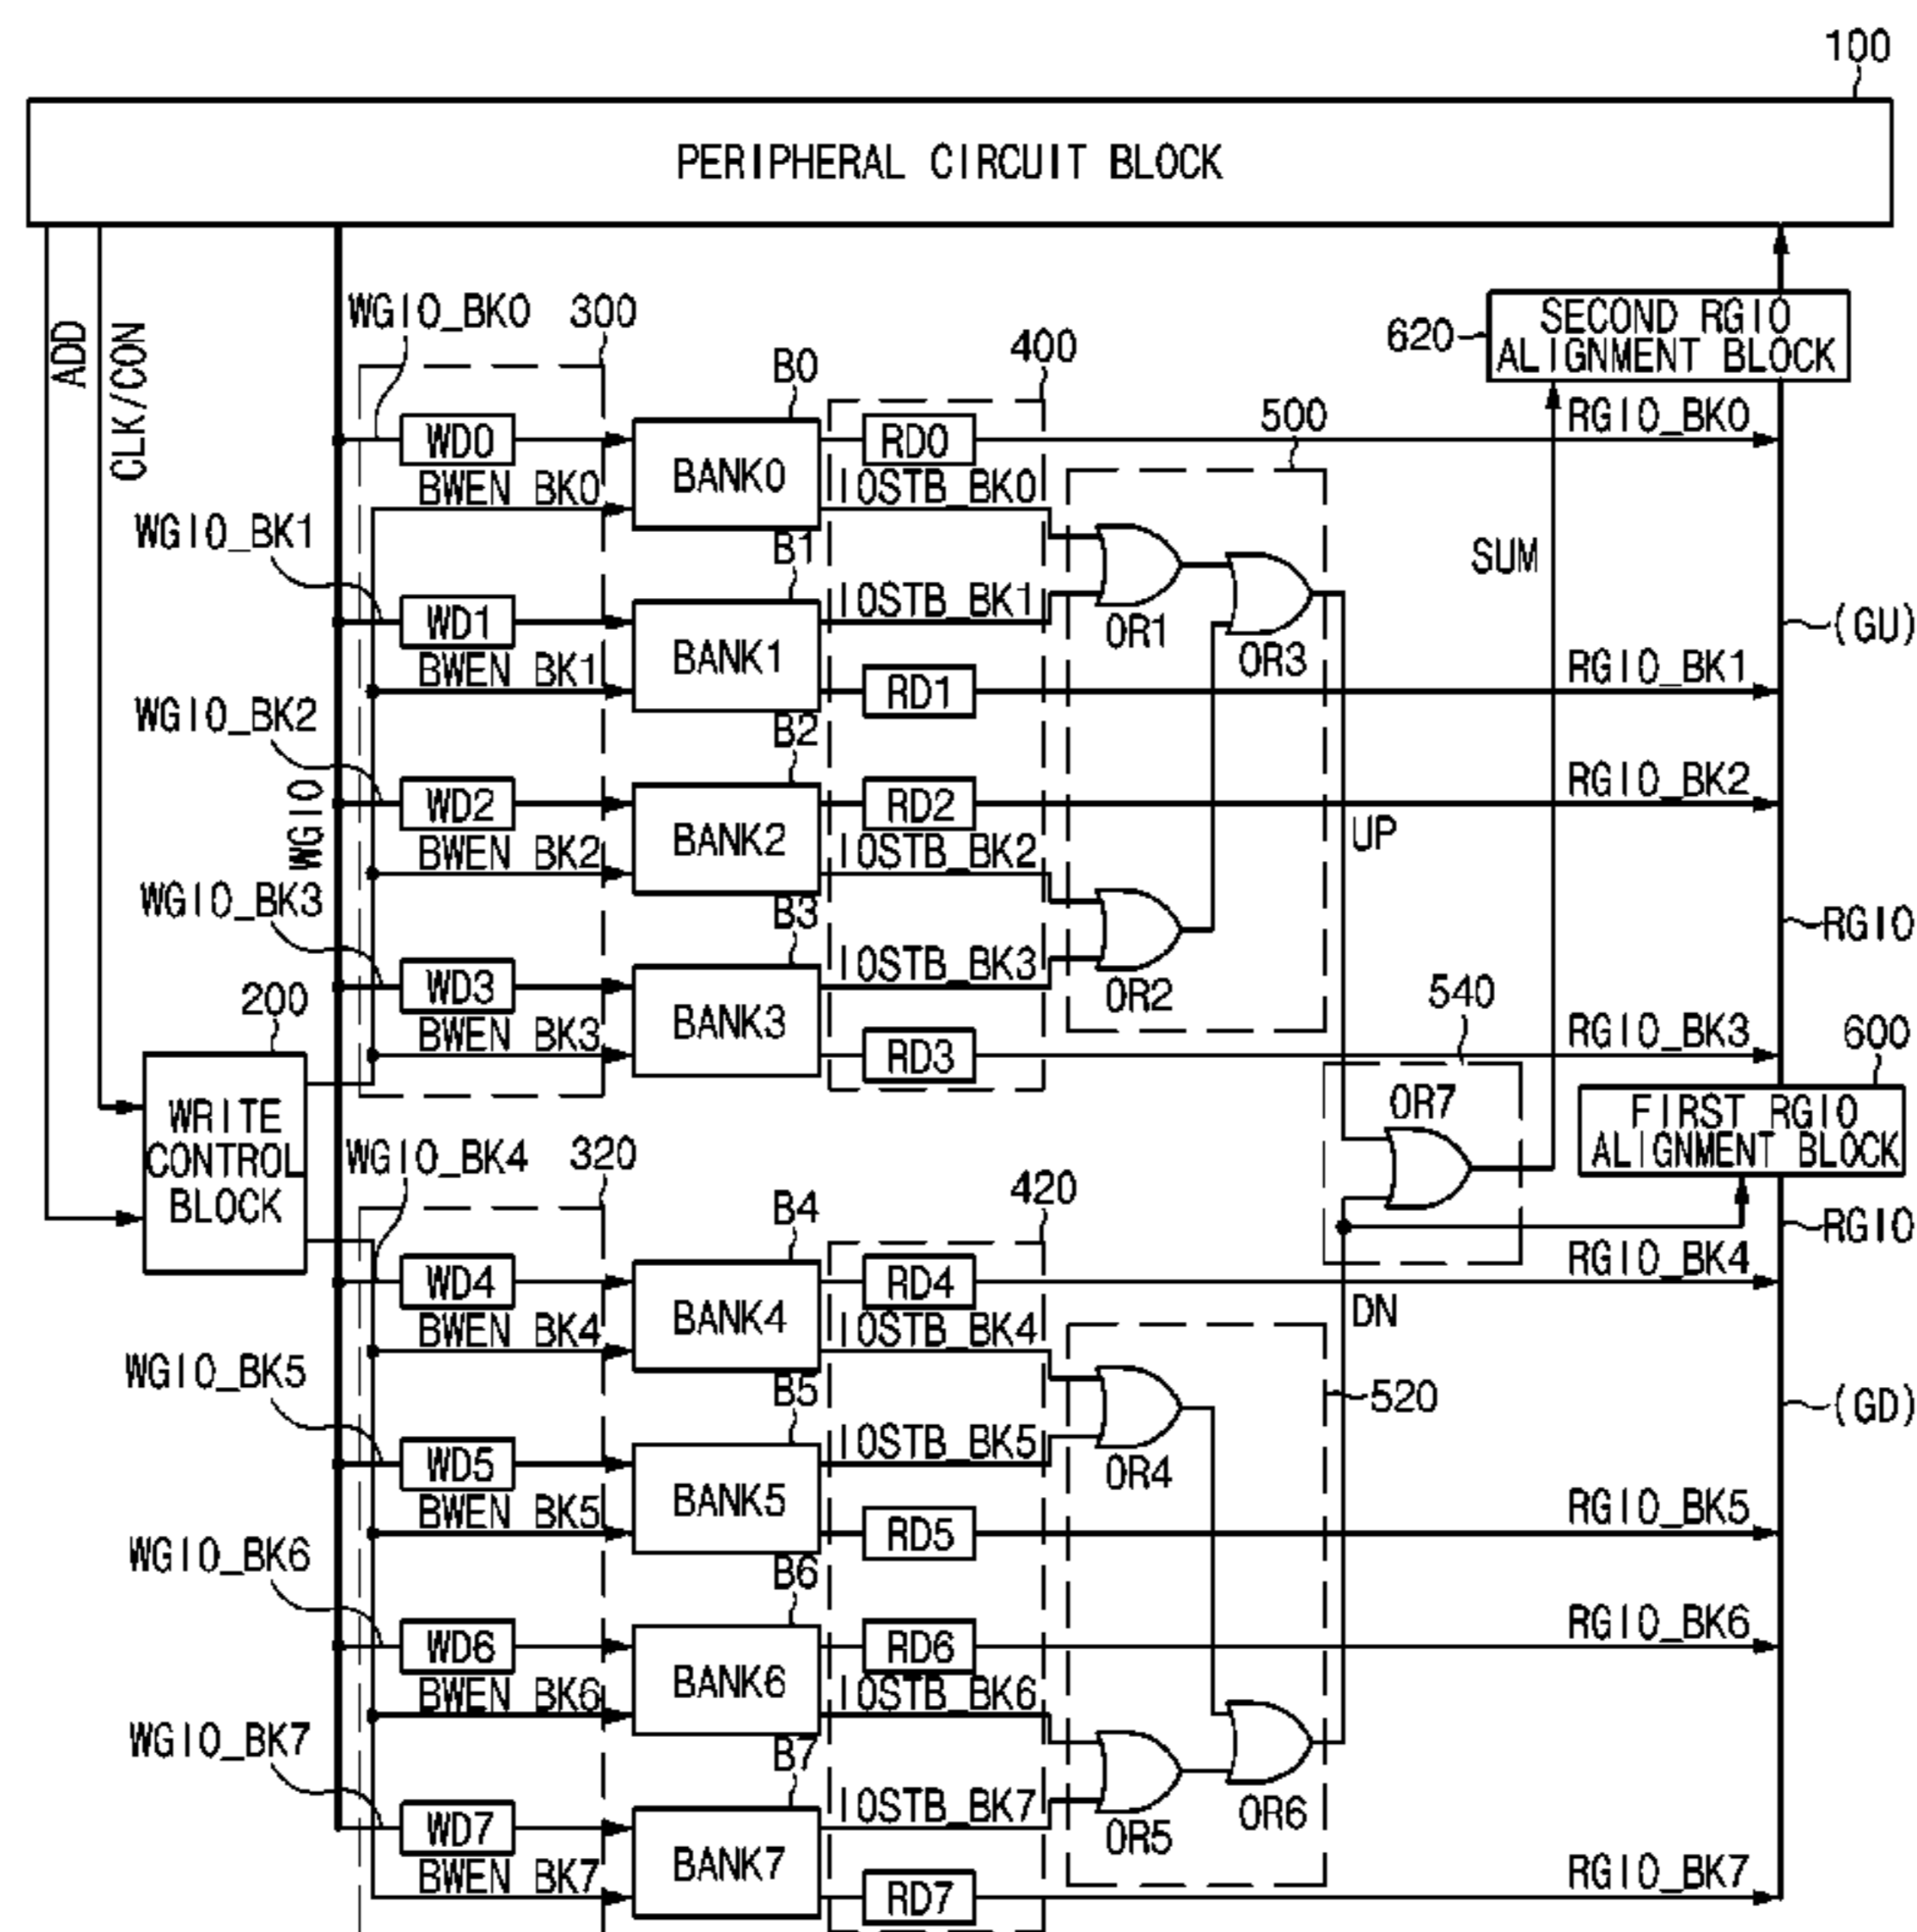 100
PERIPHERAL CIRCUIT BLOCK
ADD
CLK/CON
WGIO_BK0 300
SECOND RGIO
ALIGNMENT BLOCK
620
400
B0
RGIO_BK0
500
WD0
RD0
BANK0
BWEN_BK0
IOSTB_BK0
WGIO_BK1
B1
SUM
IOSTB_BK1
WD1
OR1
OR3
(GU)
BANK1
BWEN_BK1
RD1
RGIO_BK1
WGIO_BK2
B2
RGIO_BK2
WD2
RD2
WGIO
BANK2
UP
BWEN_BK2
IOSTB_BK2
WGIO_BK3
B3
RGIO
IOSTB_BK3
WD3
OR2
200
540
BANK3
BWEN_BK3
RD3
RGIO_BK3
600
WRITE
CONTROL
BLOCK
OR7
FIRST RGIO
ALIGNMENT BLOCK
WGIO_BK4 320
420
B4
RGIO
RGIO_BK4
WD4
RD4
BANK4
DN
BWEN_BK4
IOSTB_BK4
WGIO_BK5
B5
520
(GD)
IOSTB_BK5
WD5
OR4
BANK5
BWEN_BK5
RD5
RGIO_BK5
WGIO_BK6
B6
RGIO_BK6
WD6
RD6
BANK6
BWEN_BK6
IOSTB_BK6
WGIO_BK7
B7
IOSTB_BK7
OR6
WD7
OR5
BANK7
BWEN_BK7
RD7
RGIO_BK7